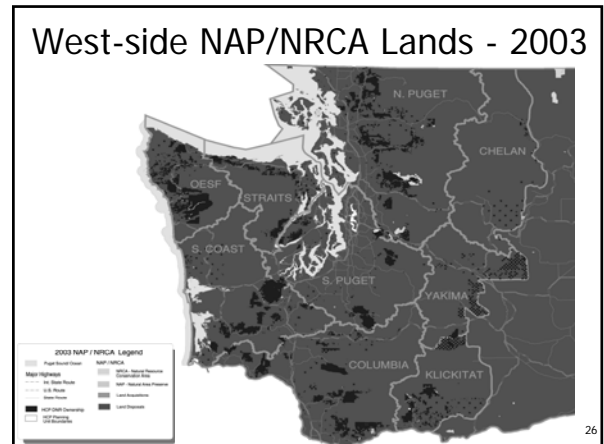 West-side NAP/NRCA Lands - 2003
N. PUGET
CHELAN
OESF
STRAITS
S. COAST
S. PUGET
YAKIMA
COLUMBIA
KLICKITAT
2003 NAP / NRCA Legend
Puget Sound Ocean
Major Highways
Int. State Route
U.S. Route
State Route
HCP DNR Ownership
HCP Planning
Unit Boundaries
NAP / NRCA
NRCA - Natural Resource
Conservation Area
NAP - Natural Area Preserve
Land Acquisitions
Land Disposals
26